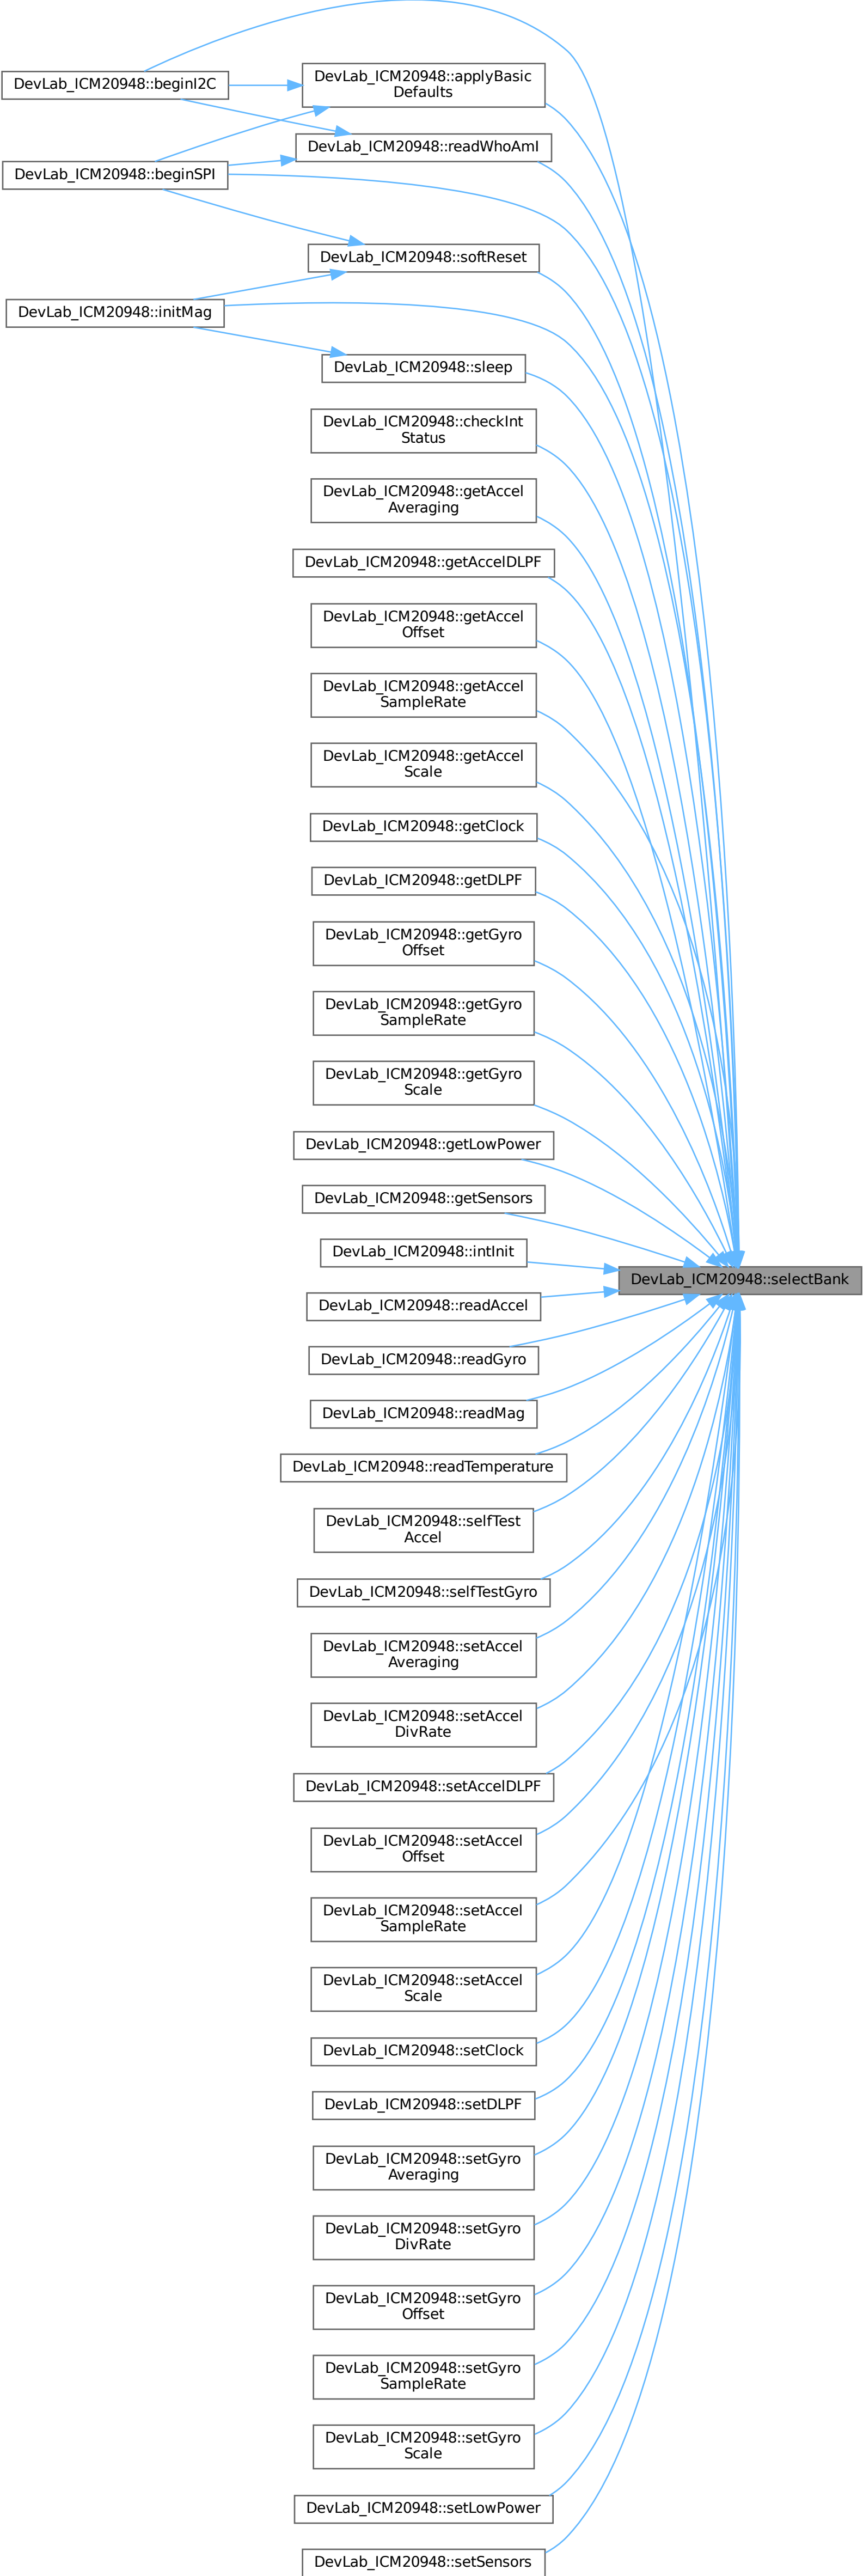 DevLab_ICM20948::beginI2C
DevLab_ICM20948::applyBasic
Defaults
DevLab_ICM20948::readWhoAmI
DevLab_ICM20948::beginSPI
DevLab_ICM20948::softReset
DevLab_ICM20948::initMag
DevLab_ICM20948::sleep
DevLab_ICM20948::checkInt
Status
DevLab_ICM20948::getAccel
Averaging
DevLab_ICM20948::getAccelDLPF
DevLab_ICM20948::getAccel
Offset
DevLab_ICM20948::getAccel
SampleRate
DevLab_ICM20948::getAccel
Scale
DevLab_ICM20948::getClock
DevLab_ICM20948::getDLPF
DevLab_ICM20948::getGyro
Offset
DevLab_ICM20948::getGyro
SampleRate
DevLab_ICM20948::getGyro
Scale
DevLab_ICM20948::getLowPower
DevLab_ICM20948::getSensors
DevLab_ICM20948::intInit
DevLab_ICM20948::selectBank
DevLab_ICM20948::readAccel
DevLab_ICM20948::readGyro
DevLab_ICM20948::readMag
DevLab_ICM20948::readTemperature
DevLab_ICM20948::selfTest
Accel
DevLab_ICM20948::selfTestGyro
DevLab_ICM20948::setAccel
Averaging
DevLab_ICM20948::setAccel
DivRate
DevLab_ICM20948::setAccelDLPF
DevLab_ICM20948::setAccel
Offset
DevLab_ICM20948::setAccel
SampleRate
DevLab_ICM20948::setAccel
Scale
DevLab_ICM20948::setClock
DevLab_ICM20948::setDLPF
DevLab_ICM20948::setGyro
Averaging
DevLab_ICM20948::setGyro
DivRate
DevLab_ICM20948::setGyro
Offset
DevLab_ICM20948::setGyro
SampleRate
DevLab_ICM20948::setGyro
Scale
DevLab_ICM20948::setLowPower
DevLab_ICM20948::setSensors